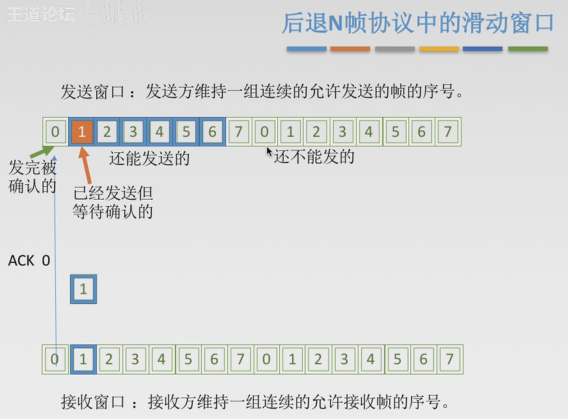 王道论坛
后退N帧协议中的滑动窗口
发送窗口：发送方维持一组连续的允许发送的帧的序号。
0 1 2 3 4 5 6 7 0 1 2 3 4 5 6 7
发完被
确认的
还能发送的
还不能发的
已经发送但
等待确认的
ACK 0
1
0 1 2 3 4 5 6 7 0 1 2 3 4 5 6 7
接收窗口：接收方维持一组连续的允许接收帧的序号。